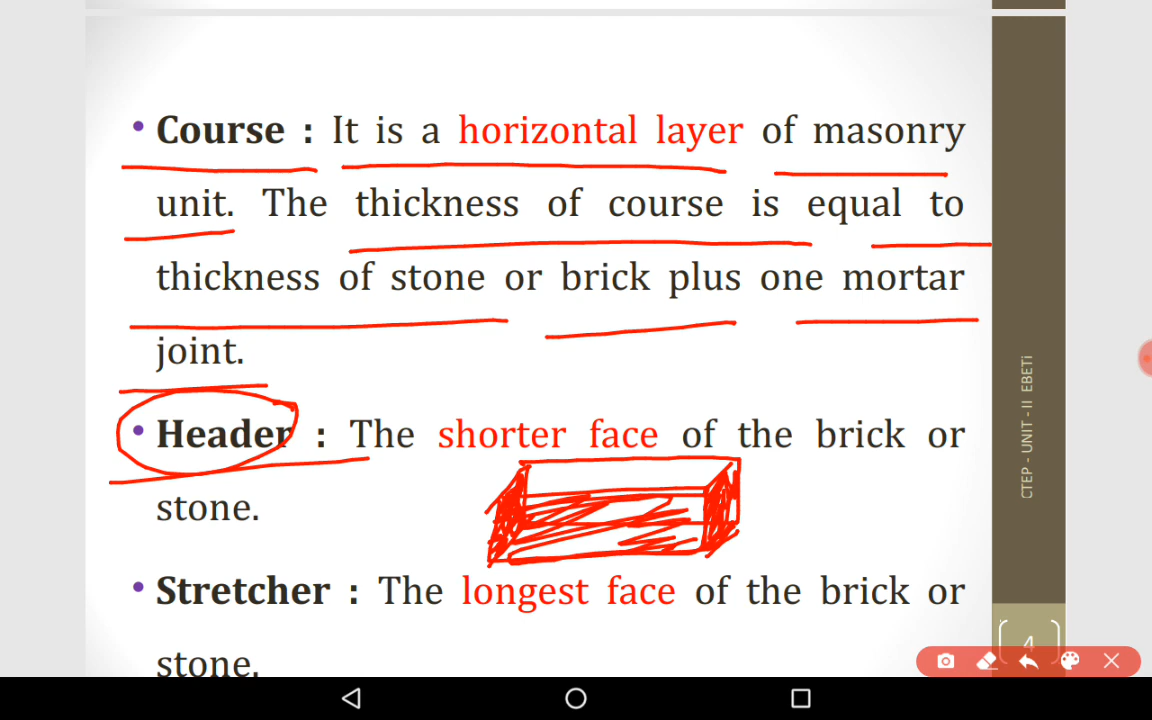 • Course : It is a horizontal layer of masonry
unit. The thickness of course is equal to
thickness of stone or brick plus one mortar
joint.
• Header : The shorter face of the brick or
stone.
• Stretcher : The longest face of the brick or
stone.
CTEP - UNIT - II EBETi
4